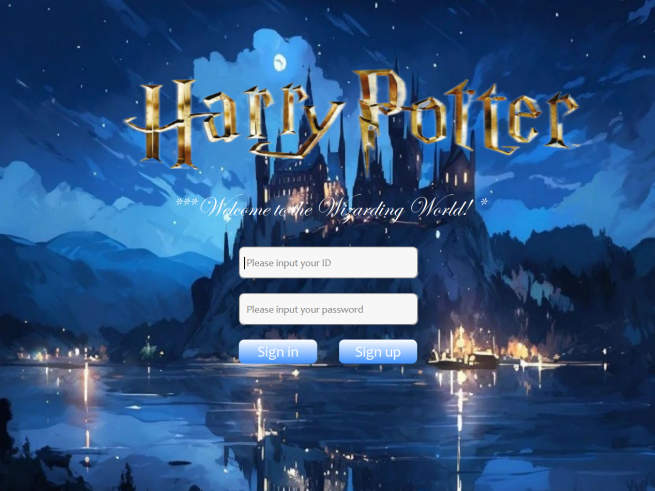 Harry Potter
*** Welcome to the Wizarding World! *
Please input your ID
Please input your password
Sign in Sign up